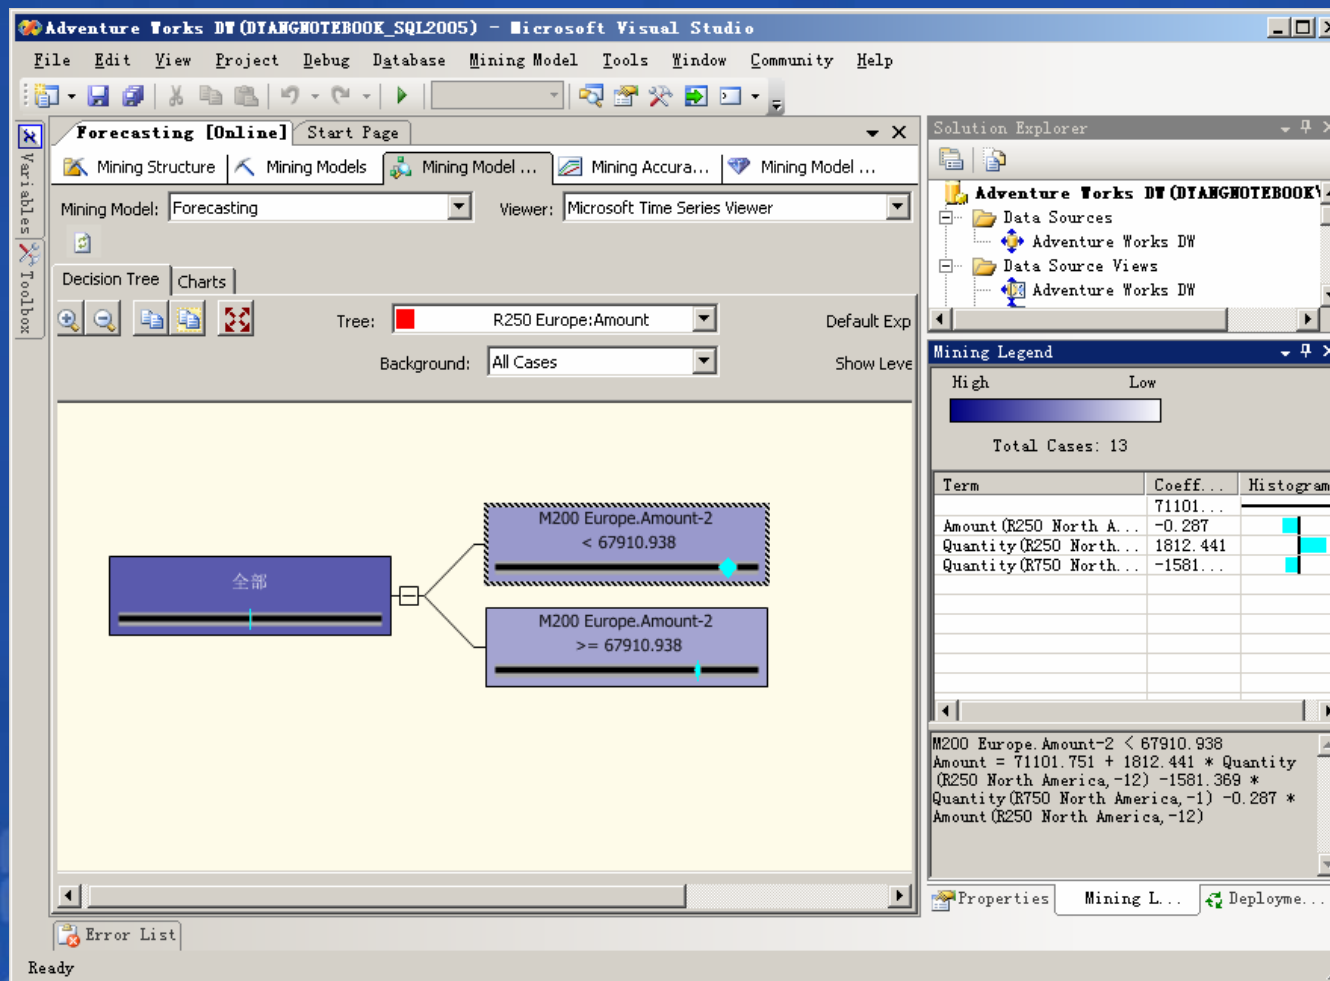 Adventure Works DW(DYANGNOTEBOOK_SQL2005) - Microsoft Visual Studio
File Edit View Project Debug Database Mining Model Tools Window Community Help
Variables
Toolbox
Forecasting [Online] Start Page
Mining Structure Mining Models Mining Model ... Mining Accura... Mining Model ...
Mining Model: Forecasting Viewer: Microsoft Time Series Viewer
Decision Tree Charts
Tree: R250 Europe:Amount Default Exp
Background: All Cases Show Leve
全部
M200 Europe.Amount-2
< 67910.938
M200 Europe.Amount-2
>= 67910.938
Solution Explorer
Adventure Works DW(DYANGNOTEBOOK\
Data Sources
Adventure Works DW
Data Source Views
Adventure Works DW
Mining Legend
High Low
Total Cases: 13
Term Coeff... Histogram
71101...
Amount(R250 North A... -0.287
Quantity(R250 North... 1812.441
Quantity(R750 North... -1581...
M200 Europe.Amount-2 < 67910.938
Amount = 71101.751 + 1812.441 * Quantity
(R250 North America,-12) -1581.369 *
Quantity(R750 North America,-1) -0.287 *
Amount(R250 North America,-12)
Properties Mining L... Deployme...
Error List
Ready